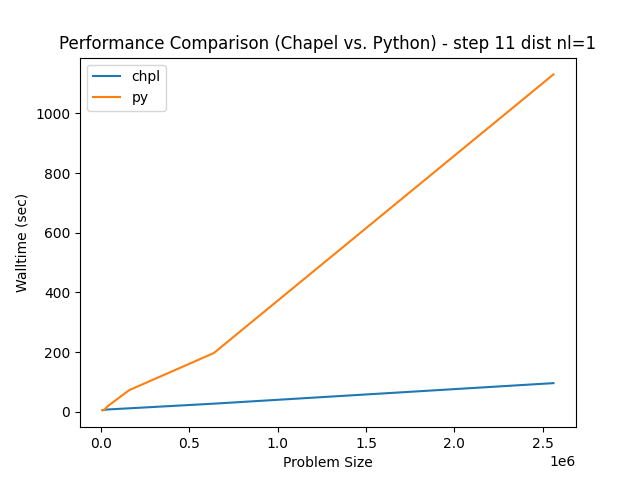 Performance Comparison (Chapel vs. Python) - step 11 dist nl=1
chpl
py
Walltime (sec)
1000
800
600
400
200
0
0.0 0.5 1.0 1.5 2.0 2.5
1e6
Problem Size